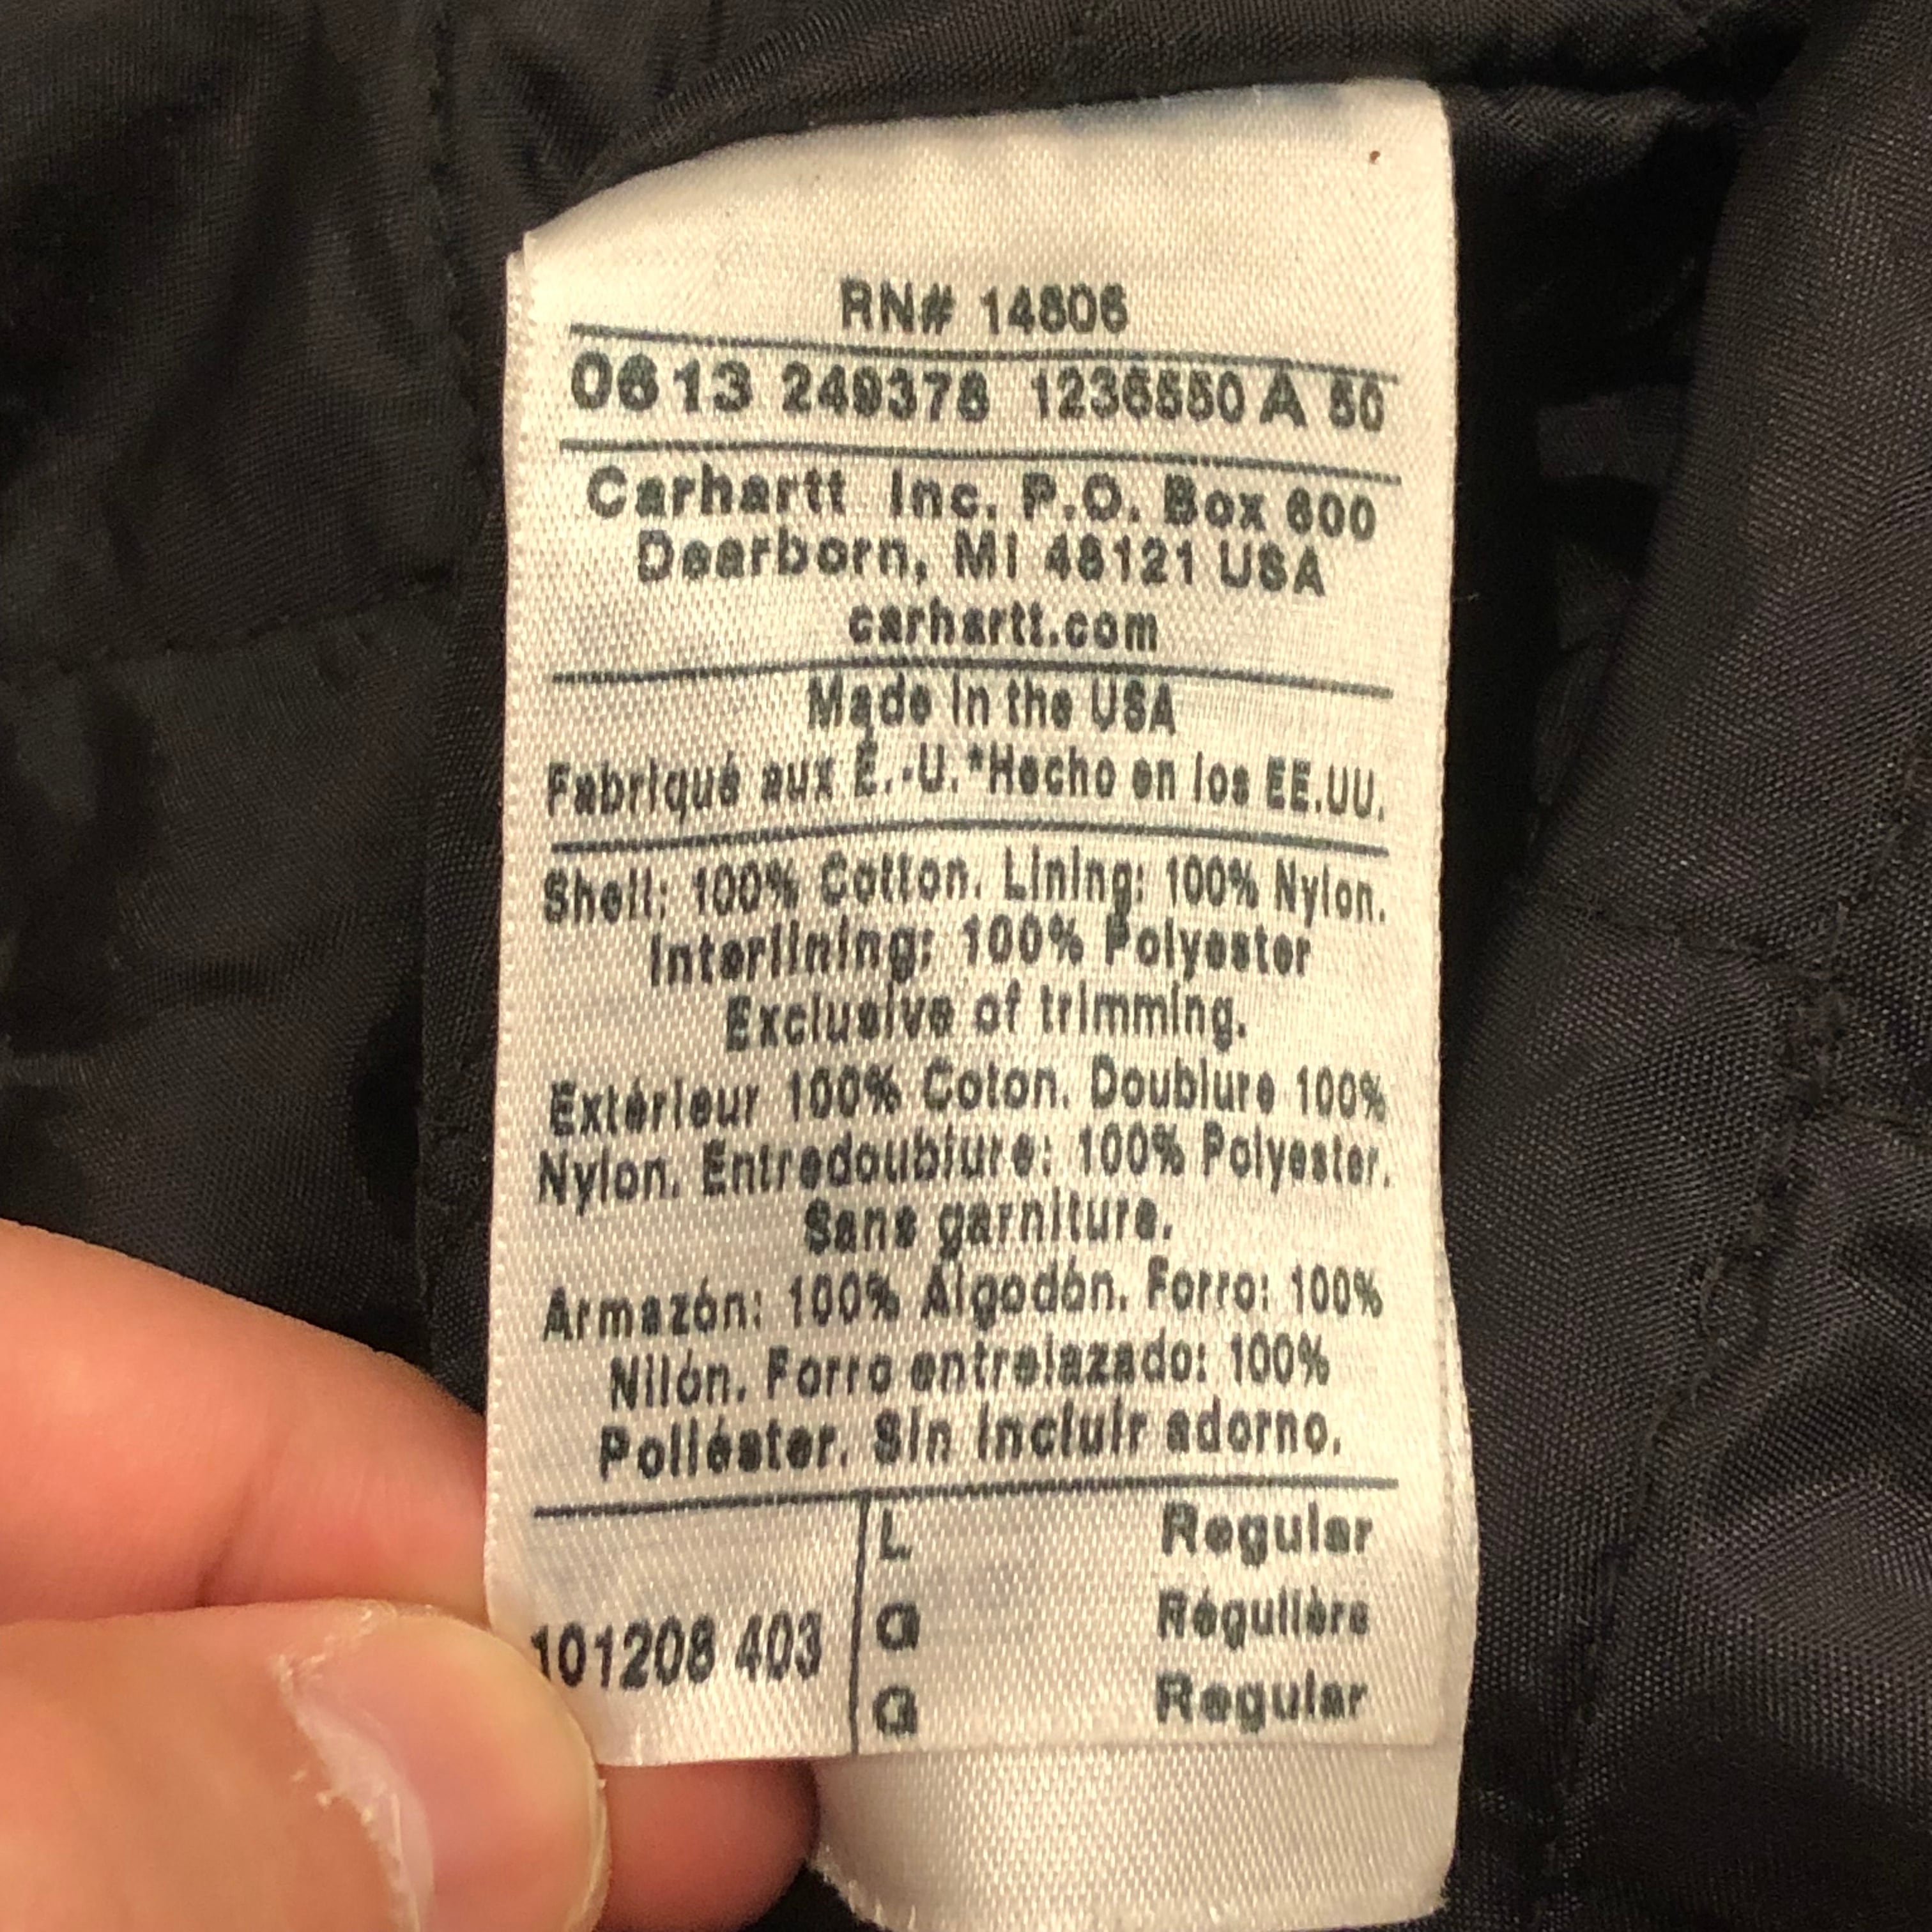 RN# 14806
0613 249378 1236550 A 50
Carhartt Inc. P.O. Box 600
Dearborn, MI 48121 USA
carhartt.com
Made in the USA
Fabriqué aux É.-U.*Hecho en los EE.UU.
Shell: 100% Cotton. Lining: 100% Nylon.
Interlining: 100% Polyester
Exclusive of trimming.
Extérieur 100% Coton. Doublure 100%
Nylon. Entredoublure: 100% Polyester.
Sans garniture.
Armazón: 100% Algodón. Forro: 100%
Nilón. Forro entrelazado: 100%
Poliéster. Sin incluir adorno.
101208 403
L Regular
G Régulière
G Regular